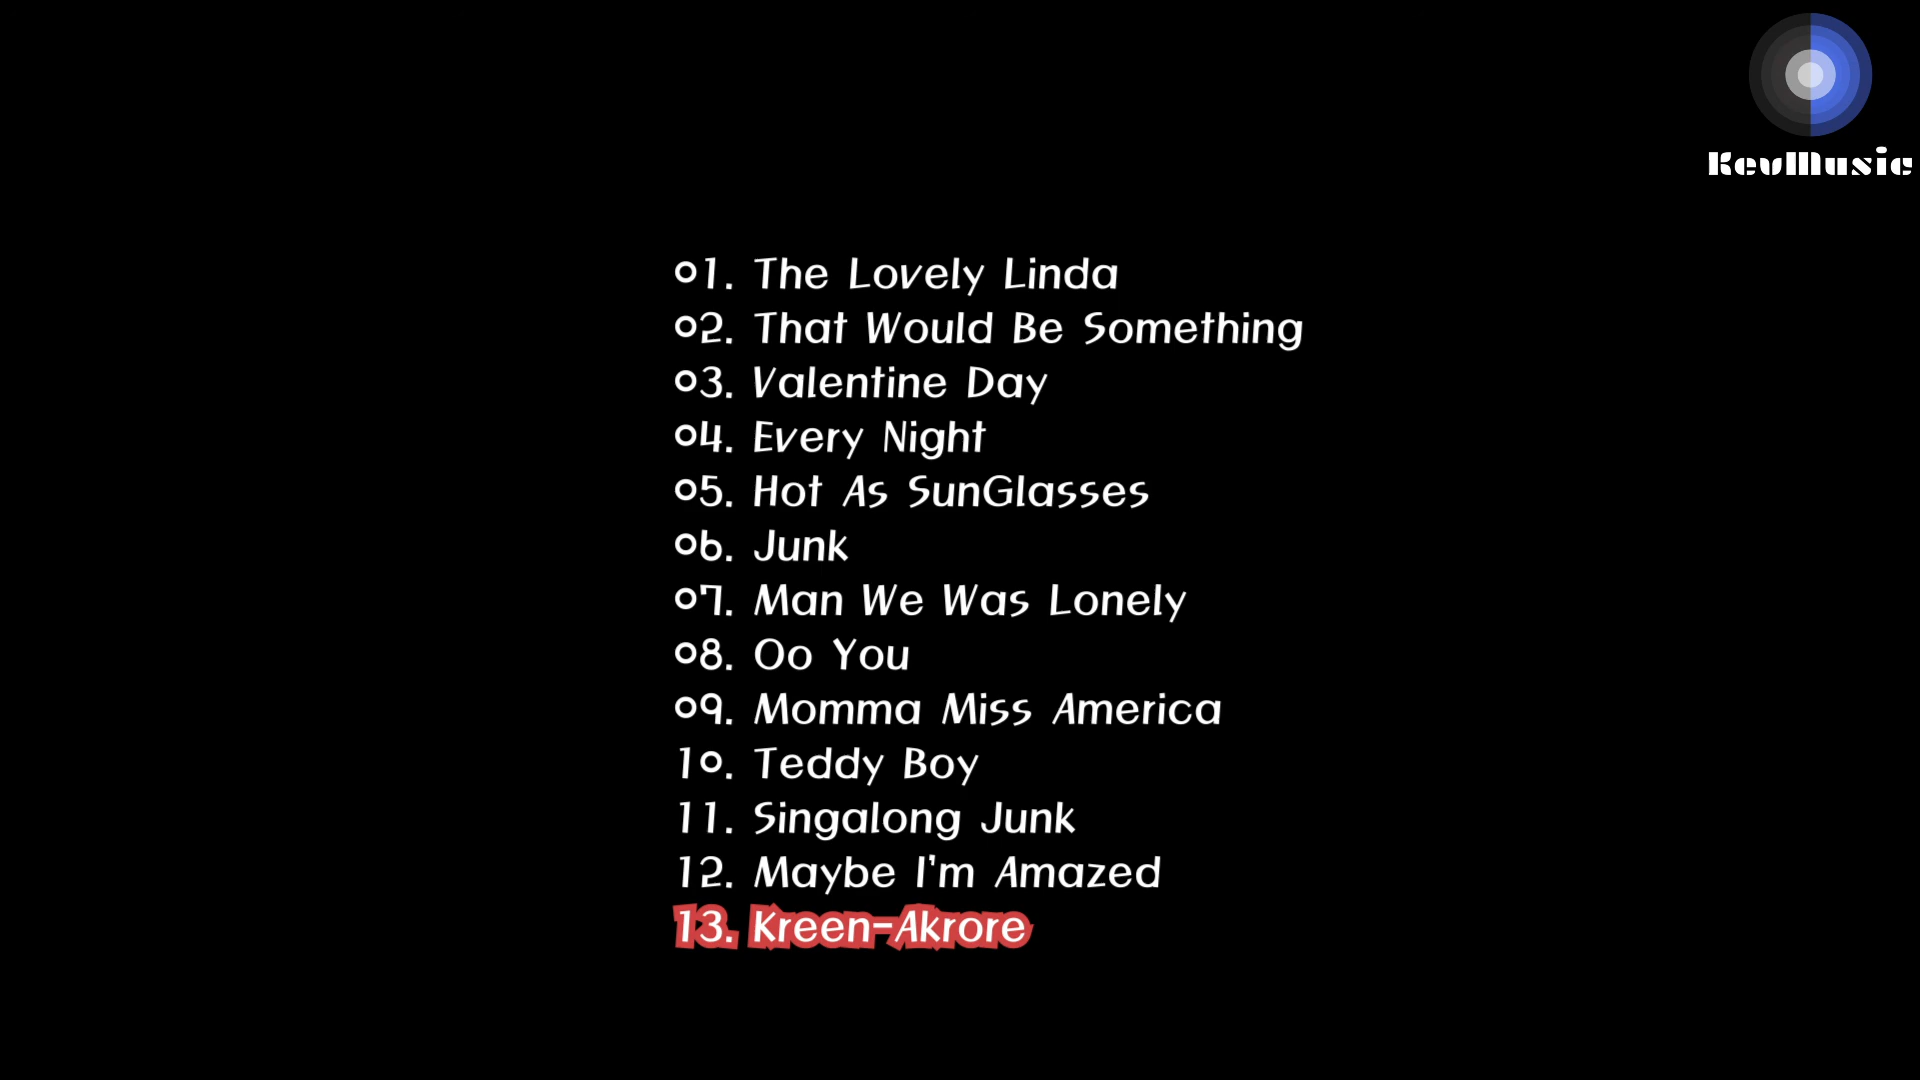 KevMusic
01. The Lovely Linda
02. That Would Be Something
03. Valentine Day
04. Every Night
05. Hot As SunGlasses
06. Junk
07. Man We Was Lonely
08. Oo You
09. Momma Miss America
10. Teddy Boy
11. Singalong Junk
12. Maybe I'm Amazed
13. Kreen-Akrore